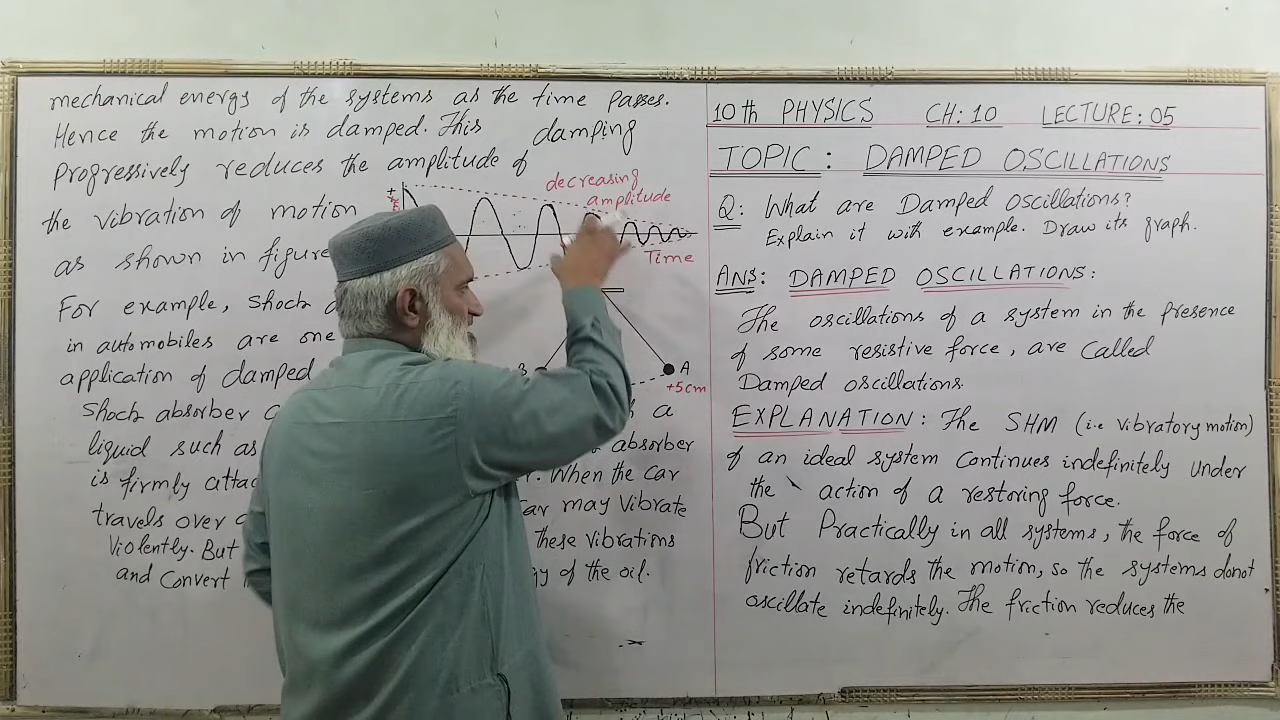 10th PHYSICS CH: 10 LECTURE: 05
TOPIC: DAMPED OSCILLATIONS
Q: What are Damped Oscillations?
Explain it with example. Draw its graph.
ANS: DAMPED OSCILLATIONS:
The oscillations of a system in the presence
of some resistive force, are called
Damped oscillations.
EXPLANATION: The SHM (i.e vibratory motion)
of an ideal system continues indefinitely under
the action of a restoring force.
But Practically in all systems, the force of
friction retards the motion, so the systems donot
oscillate indefinitely. The friction reduces the
mechanical energy of the systems as the time passes.
Hence the motion is damped. This damping
Progressively reduces the amplitude of
the vibration of motion
as shown in figure
decreasing
amplitude
Time
A
+5cm
For example, Shock
in automobiles are one
application of damped
Shock absorber a
liquid such as absorber
is firmly When the car
travels over car may vibrate
Violently. But these vibrations
and convert of the oil.